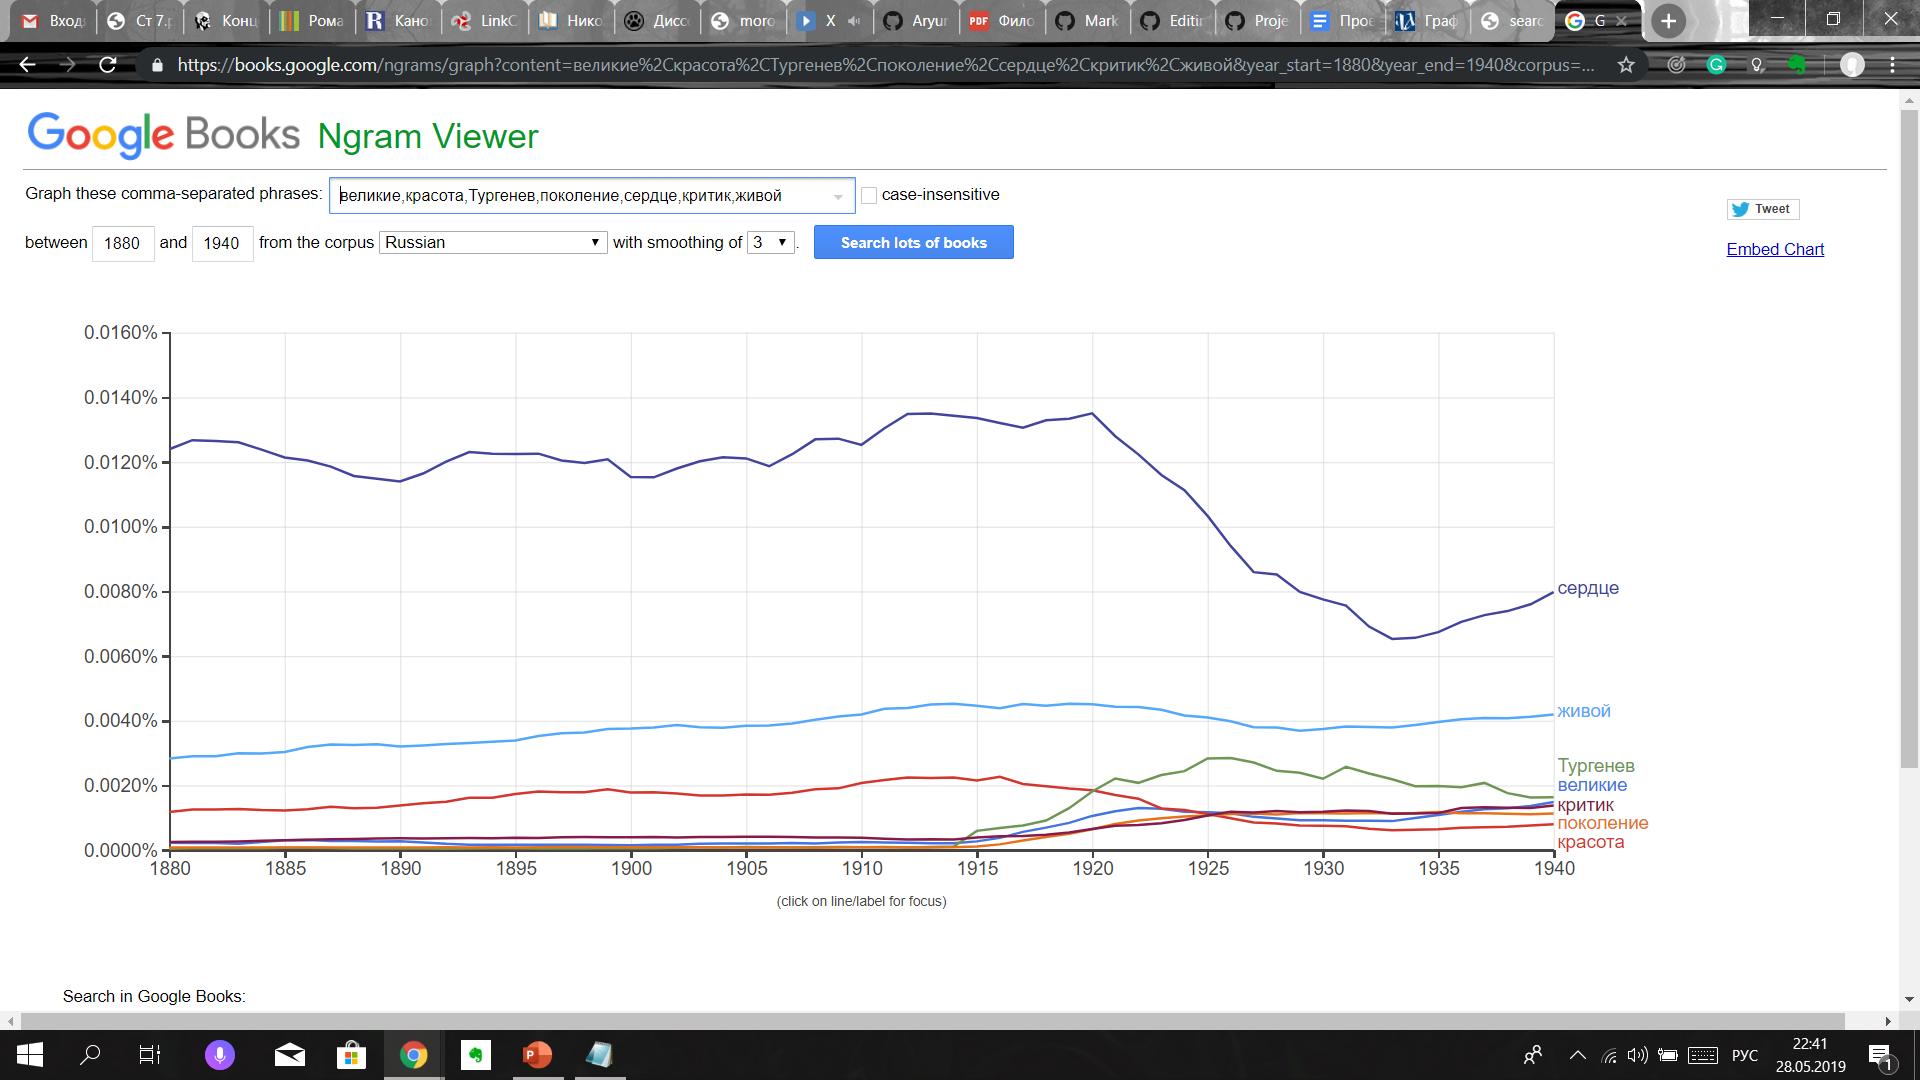 Вход
Ст 7.
Конц
Рома
Кано
LinkC
Нико
Дисс
moro
X
Aryur
Фило
Mark
Editir
Proje
Прое
Граф
searc
G
https://books.google.com/ngrams/graph?content=великие%2Cкрасота%2CТургенев%2Cпоколение%2Cсердце%2Cкритик%2Cживой&year_start=1880&year_end=1940&corpus=...
Google Books Ngram Viewer
Graph these comma-separated phrases: великие,красота,Тургенев,поколение,сердце,критик,живой case-insensitive
Tweet
between 1880 and 1940 from the corpus Russian with smoothing of 3 . Search lots of books
Embed Chart
0.0160%
0.0140%
0.0120%
0.0100%
0.0080%
0.0060%
0.0040%
0.0020%
0.0000%
сердце
живой
Тургенев
великие
критик
поколение
красота
1880 1885 1890 1895 1900 1905 1910 1915 1920 1925 1930 1935 1940
(click on line/label for focus)
Search in Google Books:
РУС
22:41
28.05.2019
1